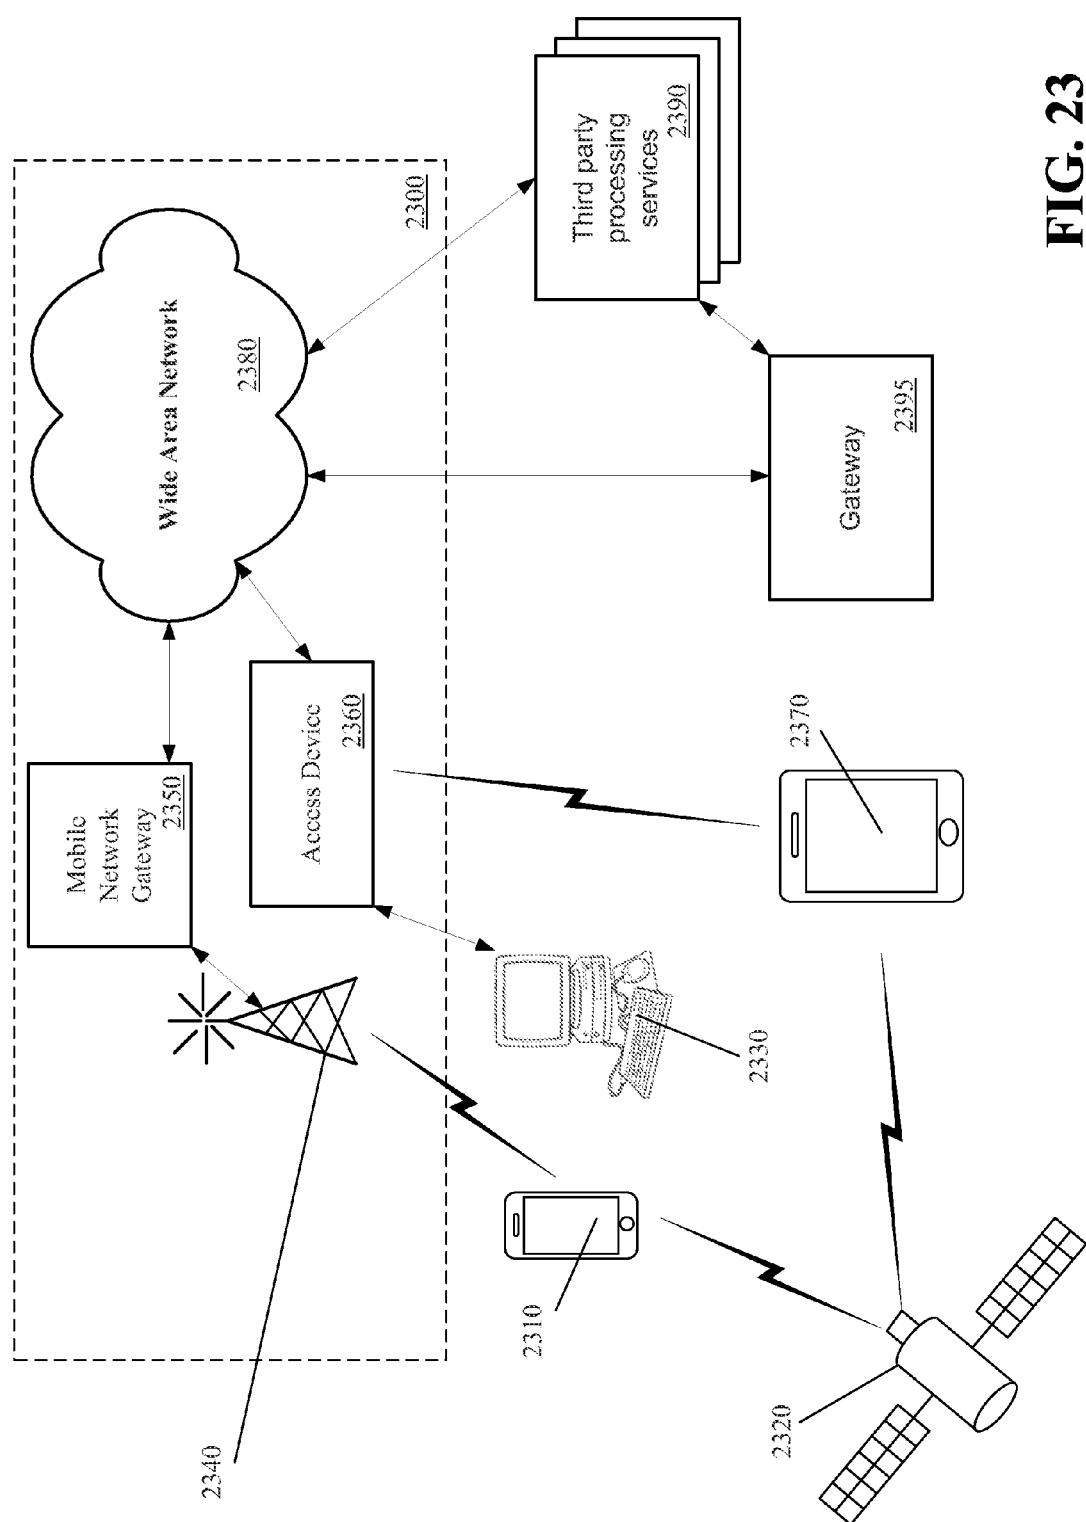 2300
Wide Area Network
2380
Mobile
Network
Gateway
2350
Access Device
2360
Third party
processing
services
2390
Gateway
2395
2340
2310
2330
2320
2370
FIG. 23